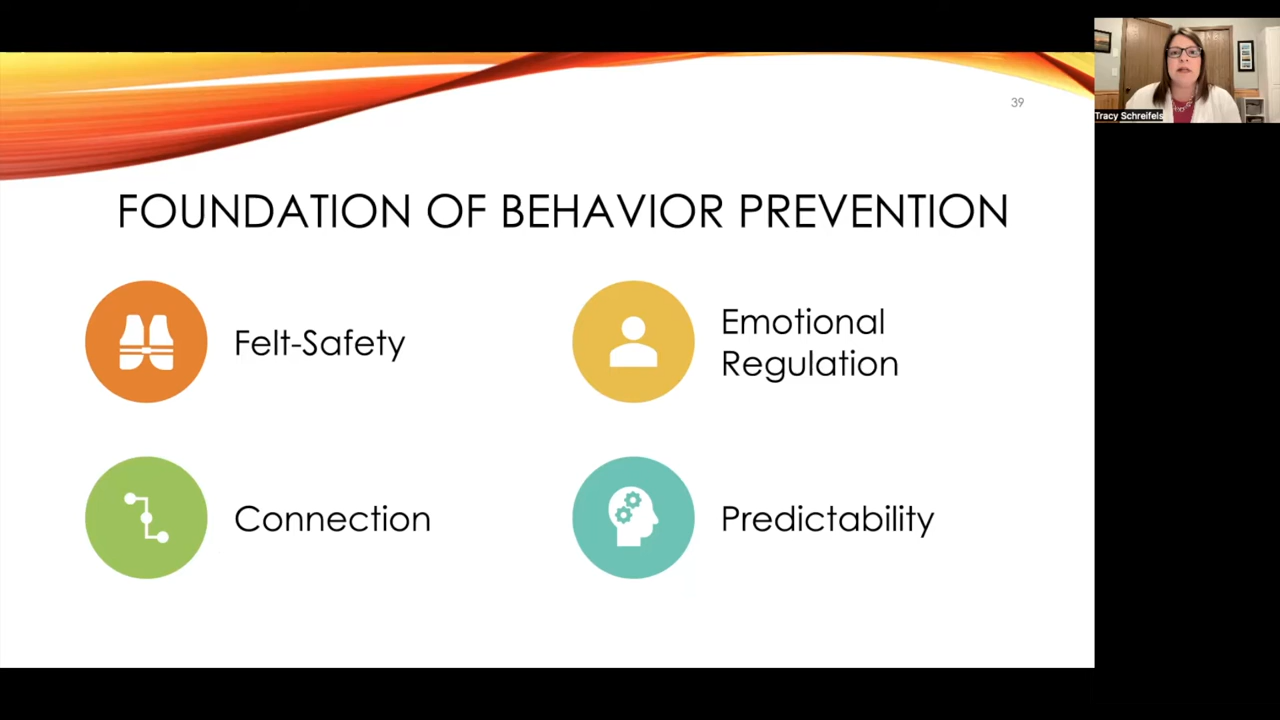 39
Tracy Schreifels
FOUNDATION OF BEHAVIOR PREVENTION
Felt-Safety
Emotional
Regulation
Connection
Predictability